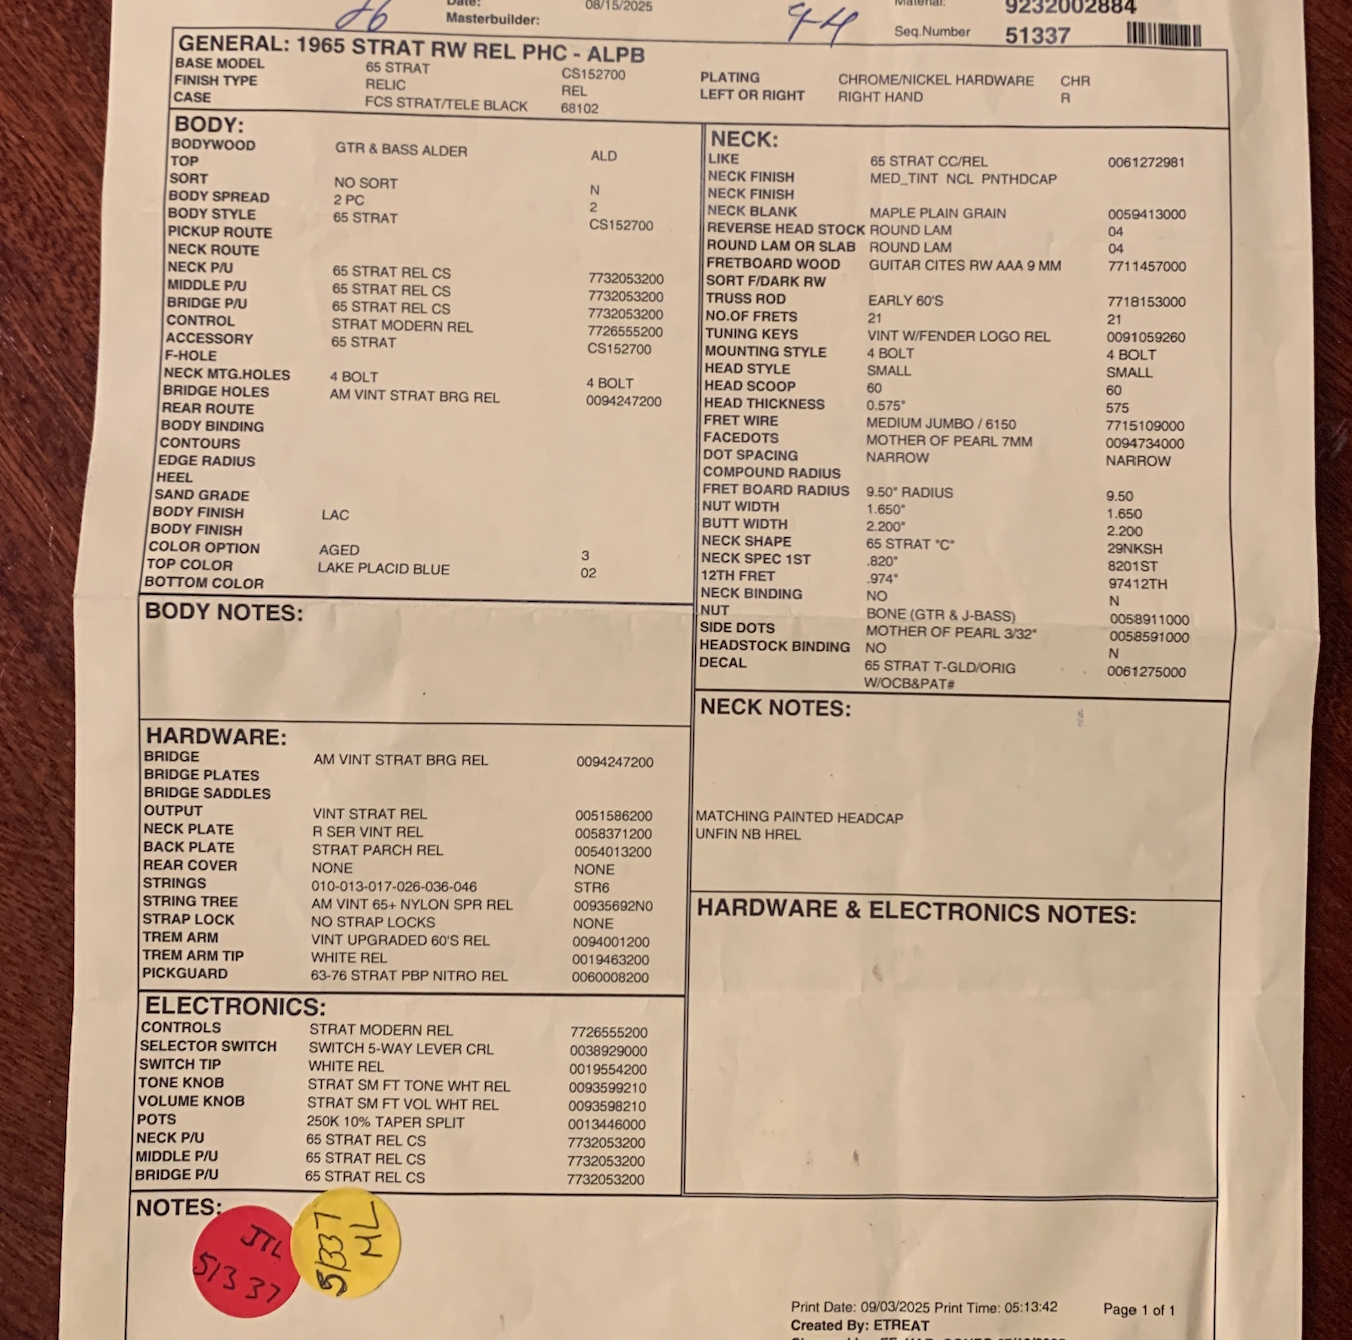 Date: 08/15/2025
Masterbuilder:
Material: 9232002884
Seq.Number 51337
GENERAL: 1965 STRAT RW REL PHC - ALPB
BASE MODEL 65 STRAT CS152700
FINISH TYPE RELIC REL
CASE FCS STRAT/TELE BLACK 68102
PLATING CHROME/NICKEL HARDWARE CHR
LEFT OR RIGHT RIGHT HAND R
BODY:
BODYWOOD GTR & BASS ALDER ALD
TOP
SORT NO SORT N
BODY SPREAD 2 PC 2
BODY STYLE 65 STRAT CS152700
PICKUP ROUTE
NECK ROUTE
NECK P/U 65 STRAT REL CS 7732053200
MIDDLE P/U 65 STRAT REL CS 7732053200
BRIDGE P/U 65 STRAT REL CS 7732053200
CONTROL STRAT MODERN REL 7726555200
ACCESSORY 65 STRAT CS152700
F-HOLE
NECK MTG.HOLES 4 BOLT 4 BOLT
BRIDGE HOLES AM VINT STRAT BRG REL 0094247200
REAR ROUTE
BODY BINDING
CONTOURS
EDGE RADIUS
HEEL
SAND GRADE
BODY FINISH LAC
BODY FINISH
COLOR OPTION AGED 3
TOP COLOR LAKE PLACID BLUE 02
BOTTOM COLOR
BODY NOTES:
HARDWARE:
BRIDGE AM VINT STRAT BRG REL 0094247200
BRIDGE PLATES
BRIDGE SADDLES
OUTPUT VINT STRAT REL 0051586200
NECK PLATE R SER VINT REL 0058371200
BACK PLATE STRAT PARCH REL 0054013200
REAR COVER NONE NONE
STRINGS 010-013-017-026-036-046 STR6
STRING TREE AM VINT 65+ NYLON SPR REL 00935692N0
STRAP LOCK NO STRAP LOCKS NONE
TREM ARM VINT UPGRADED 60'S REL 0094001200
TREM ARM TIP WHITE REL 0019463200
PICKGUARD 63-76 STRAT PBP NITRO REL 0060008200
ELECTRONICS:
CONTROLS STRAT MODERN REL 7726555200
SELECTOR SWITCH SWITCH 5-WAY LEVER CRL 0038929000
SWITCH TIP WHITE REL 0019554200
TONE KNOB STRAT SM FT TONE WHT REL 0093599210
VOLUME KNOB STRAT SM FT VOL WHT REL 0093598210
POTS 250K 10% TAPER SPLIT 0013446000
NECK P/U 65 STRAT REL CS 7732053200
MIDDLE P/U 65 STRAT REL CS 7732053200
BRIDGE P/U 65 STRAT REL CS 7732053200
NECK:
LIKE 65 STRAT CC/REL 0061272981
NECK FINISH MED_TINT NCL PNTHDCAP
NECK FINISH
NECK BLANK MAPLE PLAIN GRAIN 0059413000
REVERSE HEAD STOCK ROUND LAM 04
ROUND LAM OR SLAB ROUND LAM 04
FRETBOARD WOOD GUITAR CITES RW AAA 9 MM 7711457000
SORT F/DARK RW
TRUSS ROD EARLY 60'S 7718153000
NO.OF FRETS 21 21
TUNING KEYS VINT W/FENDER LOGO REL 0091059260
MOUNTING STYLE 4 BOLT 4 BOLT
HEAD STYLE SMALL SMALL
HEAD SCOOP 60 60
HEAD THICKNESS 0.575" 575
FRET WIRE MEDIUM JUMBO / 6150 7715109000
FACEDOTS MOTHER OF PEARL 7MM 0094734000
DOT SPACING NARROW NARROW
COMPOUND RADIUS
FRET BOARD RADIUS 9.50" RADIUS 9.50
NUT WIDTH 1.650" 1.650
BUTT WIDTH 2.200" 2.200
NECK SHAPE 65 STRAT "C" 29NKSH
NECK SPEC 1ST .820" 8201ST
12TH FRET .974" 97412TH
NECK BINDING NO N
NUT BONE (GTR & J-BASS) 0058911000
SIDE DOTS MOTHER OF PEARL 3/32" 0058591000
HEADSTOCK BINDING NO N
DECAL 65 STRAT T-GLD/ORIG 0061275000
W/OCB&PAT#
NECK NOTES:
MATCHING PAINTED HEADCAP
UNFIN NB HREL
HARDWARE & ELECTRONICS NOTES:
NOTES:
JTL
51337
51337
ML
Print Date: 09/03/2025 Print Time: 05:13:42 Page 1 of 1
Created By: ETREAT